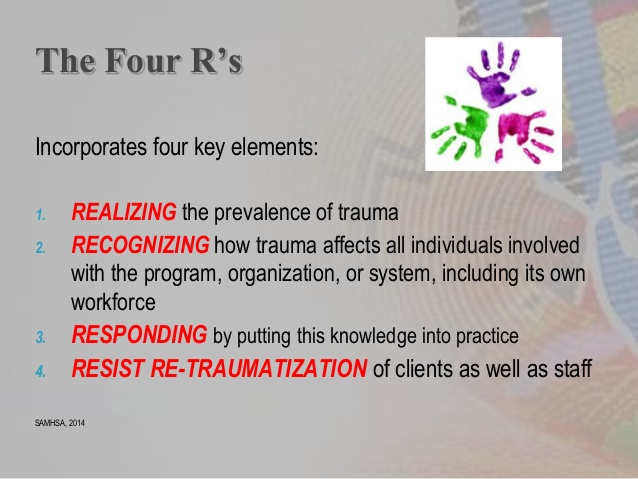 The Four R’s
Incorporates four key elements:
1. REALIZING the prevalence of trauma
2. RECOGNIZING how trauma affects all individuals involved
with the program, organization, or system, including its own
workforce
3. RESPONDING by putting this knowledge into practice
4. RESIST RE-TRAUMATIZATION of clients as well as staff
SAMHSA, 2014